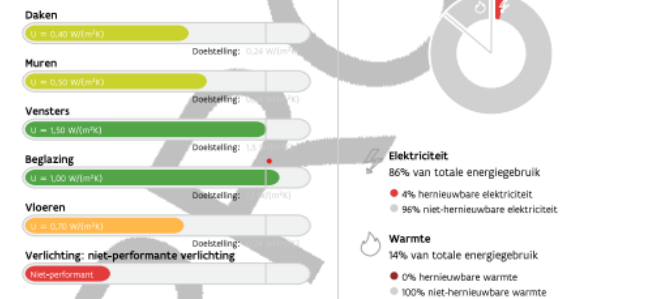 Daken
U = 0,40 W/(m²K)
Doelstelling: 0,24 W/(m²K)
Muren
U = 0,50 W/(m²K)
Doelstelling:
Vensters
U = 1,50 W/(m²K)
Doelstelling:
Beglazing
U = 1,00 W/(m²K)
Doelstelling:
Vloeren
U = 0,70 W/(m²K)
Doelstelling:
Verlichting: niet-performante verlichting
Niet-performant
Elektriciteit
86% van totale energiegebruik
4% hernieuwbare elektriciteit
96% niet-hernieuwbare elektriciteit
Warmte
14% van totale energiegebruik
0% hernieuwbare warmte
100% niet-hernieuwbare warmte